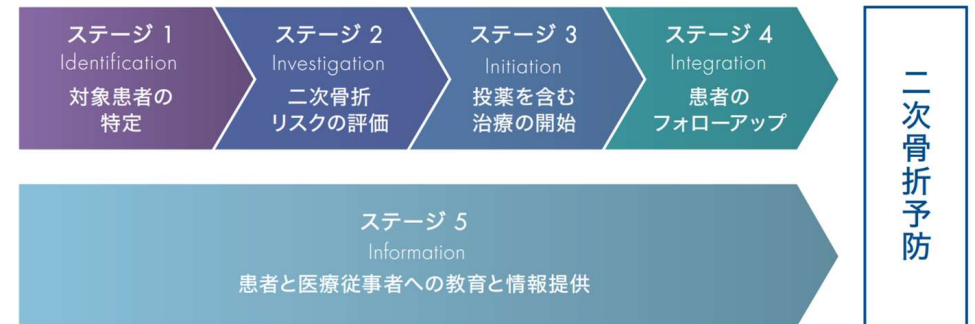 ステージ 1
Identification
対象患者の
特定
ステージ 2
Investigation
二次骨折
リスクの評価
ステージ 3
Initiation
投薬を含む
治療の開始
ステージ 4
Integration
患者の
フォローアップ
ステージ 5
Information
患者と医療従事者への教育と情報提供
二次骨折予防